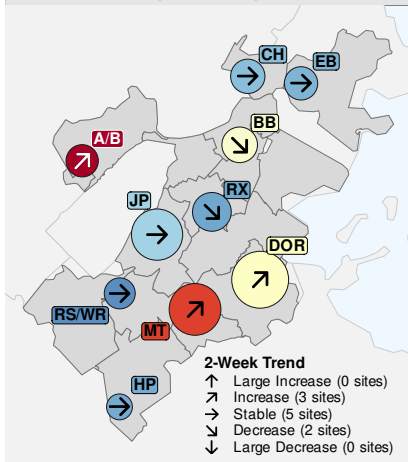 CH
EB
BB
A/B
RX
JP
DOR
RS/WR
MT
HP
2-Week Trend
↑ Large Increase (0 sites)
↗ Increase (3 sites)
→ Stable (5 sites)
↘ Decrease (2 sites)
↓ Large Decrease (0 sites)